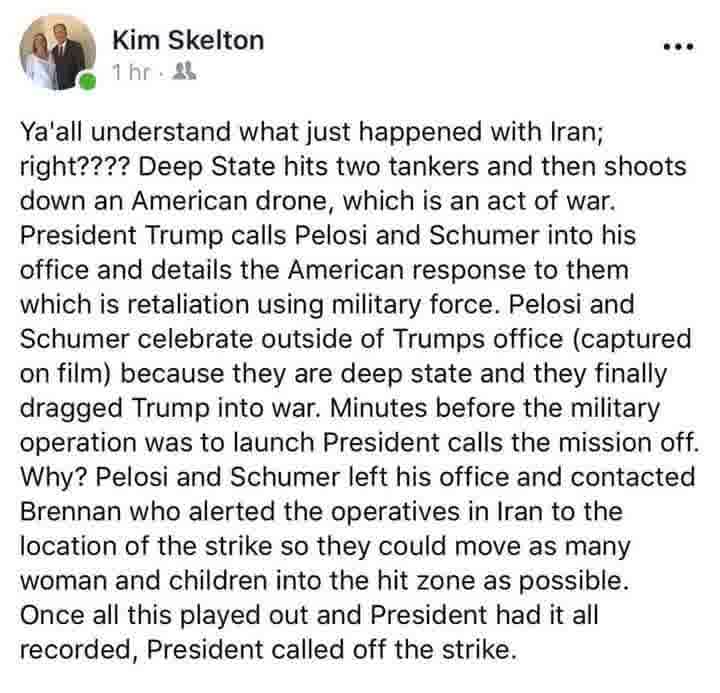 Kim Skelton
1 hr ·
Ya'all understand what just happened with Iran;
right???? Deep State hits two tankers and then shoots
down an American drone, which is an act of war.
President Trump calls Pelosi and Schumer into his
office and details the American response to them
which is retaliation using military force. Pelosi and
Schumer celebrate outside of Trumps office (captured
on film) because they are deep state and they finally
dragged Trump into war. Minutes before the military
operation was to launch President calls the mission off.
Why? Pelosi and Schumer left his office and contacted
Brennan who alerted the operatives in Iran to the
location of the strike so they could move as many
woman and children into the hit zone as possible.
Once all this played out and President had it all
recorded, President called off the strike.